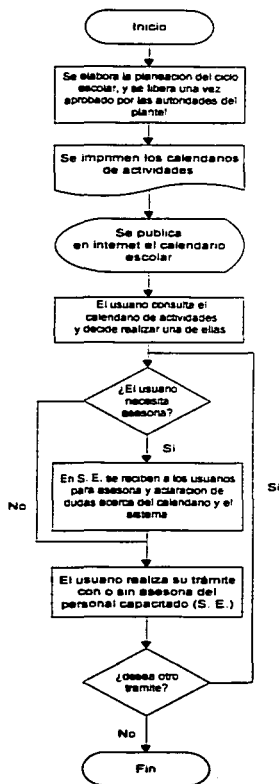 Inicio
Se elabora la planeación del ciclo
escolar, y se libera una vez
aprobado por las autoridades del
plantel
Se imprimen los calendarios
de actividades
Se publica
en internet el calendario
escolar
El usuario consulta el
calendario de actividades
y decide realizar una de ellas
¿El usuario
necesita
asesoria?
Si
No
En S. E. se reciben a los usuarios
para asesoria y aclaración de
dudas acerca del calendario y el
sistema
Si
El usuario realiza su trámite
con o sin asesoria del
personal capacitado (S. E.)
¿desea otro
tramite?
No
Fin